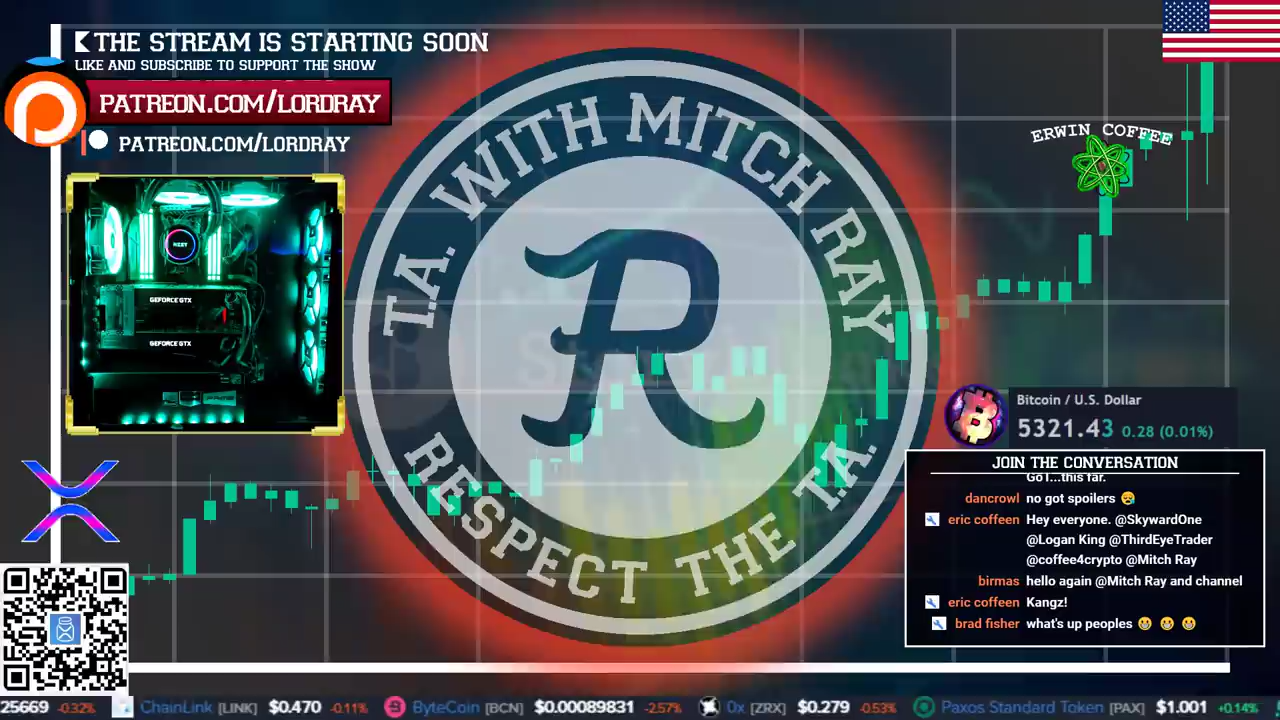 THE STREAM IS STARTING SOON
LIKE AND SUBSCRIBE TO SUPPORT THE SHOW
PATREON.COM/LORDRAY
PATREON.COM/LORDRAY
NZXT
GEFORCE GTX
GEFORCE GTX
T.A. WITH MITCH RAY
R
RESPECT THE T.A.
ERWIN COFFEE
Bitcoin / U.S. Dollar
5321.43 0.28 (0.01%)
JOIN THE CONVERSATION
GoT...this far.
dancrowl no got spoilers 😢
eric coffeen Hey everyone. @SkywardOne
@Logan King @ThirdEyeTrader
@coffee4crypto @Mitch Ray
birmas hello again @Mitch Ray and channel
eric coffeen Kangz!
brad fisher what's up peoples 😀 😀 😀
25669 -0.32% ChainLink [LINK] $0.470 -0.11% ByteCoin [BCN] $0.00089831 -2.57% 0x [ZRX] $0.279 -0.53% Paxos Standard Token [PAX] $1.001 +0.14%